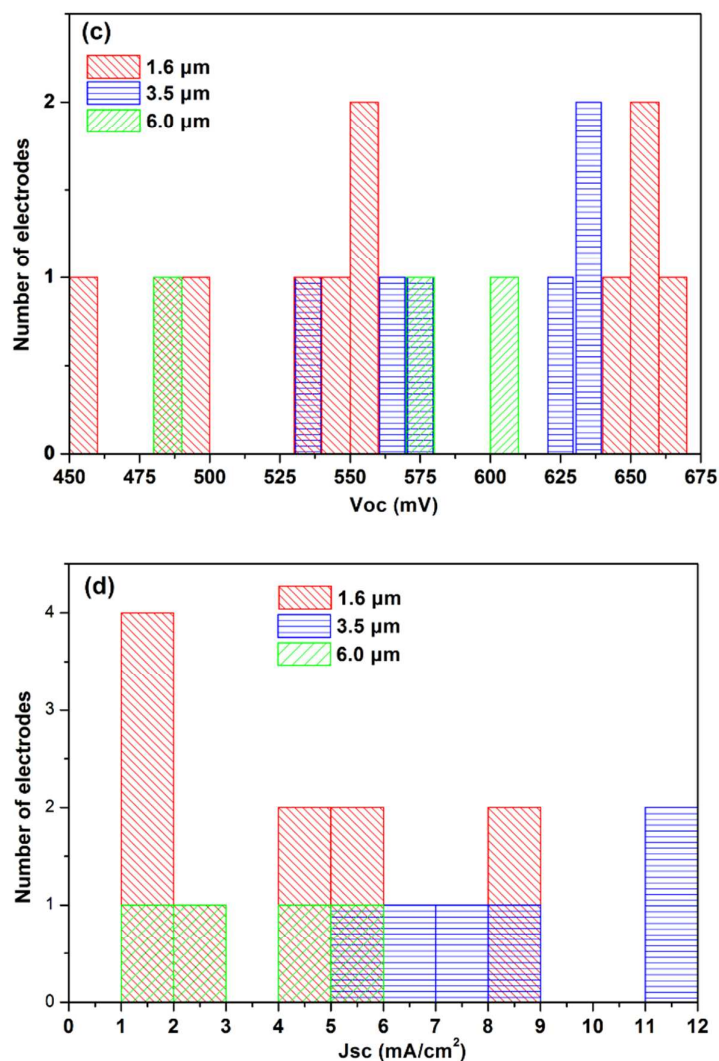 (c)
1.6 µm
3.5 µm
6.0 µm
Number of electrodes
2
1
0
450 475 500 525 550 575 600 625 650 675
Voc (mV)
(d)
1.6 µm
3.5 µm
6.0 µm
Number of electrodes
4
3
2
1
0
0 1 2 3 4 5 6 7 8 9 10 11 12
Jsc (mA/cm²)